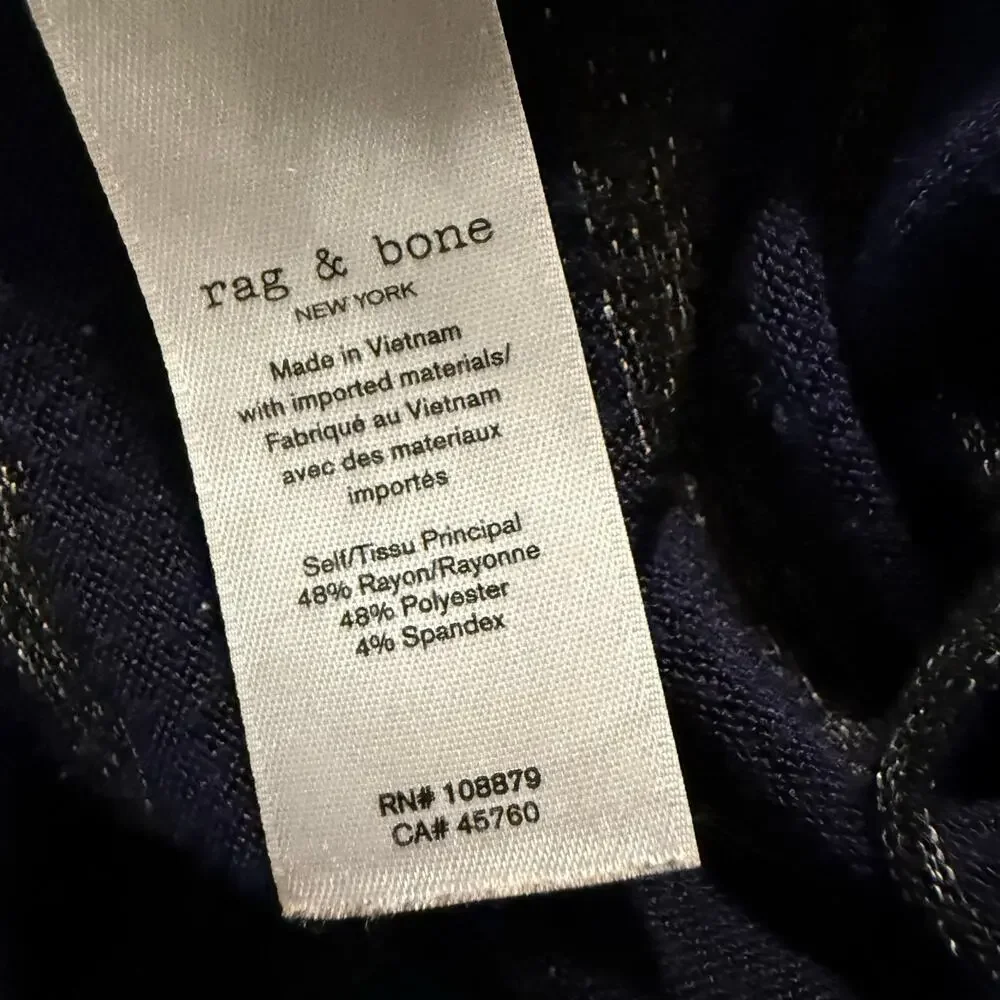 rag & bone
NEW YORK
Made in Vietnam
with imported materials/
Fabriqué au Vietnam
avec des materiaux
importés
Self/Tissu Principal
48% Rayon/Rayonne
48% Polyester
4% Spandex
RN# 108879
CA# 45760